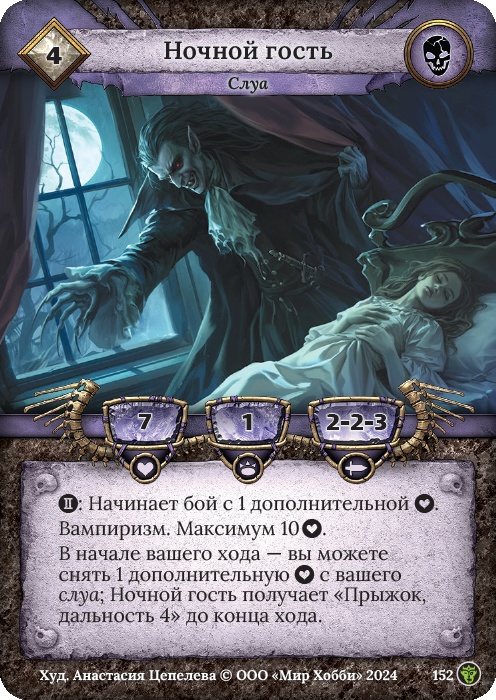 4
Ночной гость
Слуа
7
1
2-2-3
II: Начинает бой с 1 дополнительной .
Вампиризм. Максимум 10 .
В начале вашего хода — вы можете
снять 1 дополнительную  с вашего
слуа; Ночной гость получает «Прыжок,
дальность 4» до конца хода.
Худ. Анастасия Цепелева © ООО «Мир Хобби» 2024
152